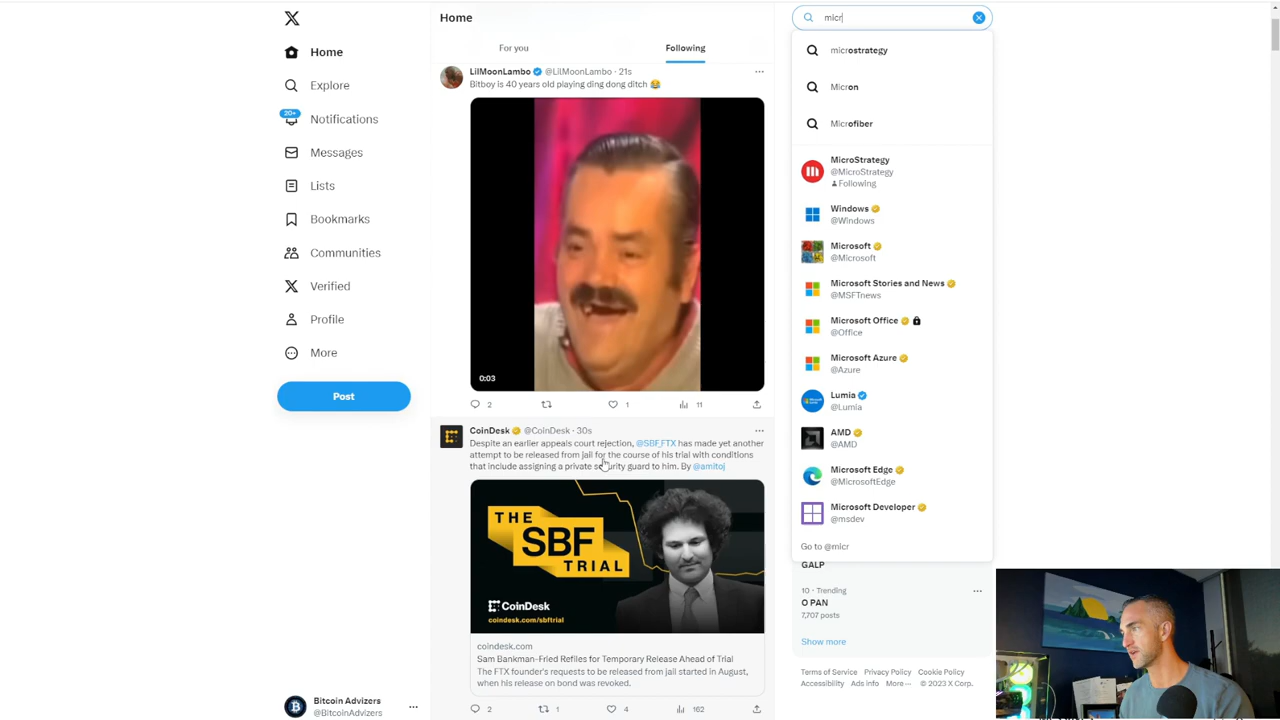 Home
Explore
20+
Notifications
Messages
Lists
Bookmarks
Communities
Verified
Profile
More
Post
Bitcoin Advizers
@BitcoinAdvizers
Home
For you
Following
LilMoonLambo @LilMoonLambo · 21s
Bitboy is 40 years old playing ding dong ditch 😂
0:03
2
1
11
CoinDesk @CoinDesk · 30s
Despite an earlier appeals court rejection, @SBF_FTX has made yet another
attempt to be released from jail for the course of his trial with conditions
that include assigning a private security guard to him. By @amitoj
THE
SBF
TRIAL
CoinDesk
coindesk.com/sbftrial
coindesk.com
Sam Bankman-Fried Refiles for Temporary Release Ahead of Trial
The FTX founder's requests to be released from jail started in August,
when his release on bond was revoked.
2
1
4
162
micr
microstrategy
Micron
Microfiber
MicroStrategy
@MicroStrategy
Following
Windows
@Windows
Microsoft
@Microsoft
Microsoft Stories and News
@MSFTnews
Microsoft Office
@Office
Microsoft Azure
@Azure
Lumia
@Lumia
AMD
@AMD
Microsoft Edge
@MicrosoftEdge
Microsoft Developer
@msdev
Go to @micr
GALP
10 · Trending
O PAN
7,707 posts
Show more
Terms of Service Privacy Policy Cookie Policy
Accessibility Ads info More ··· © 2023 X Corp.